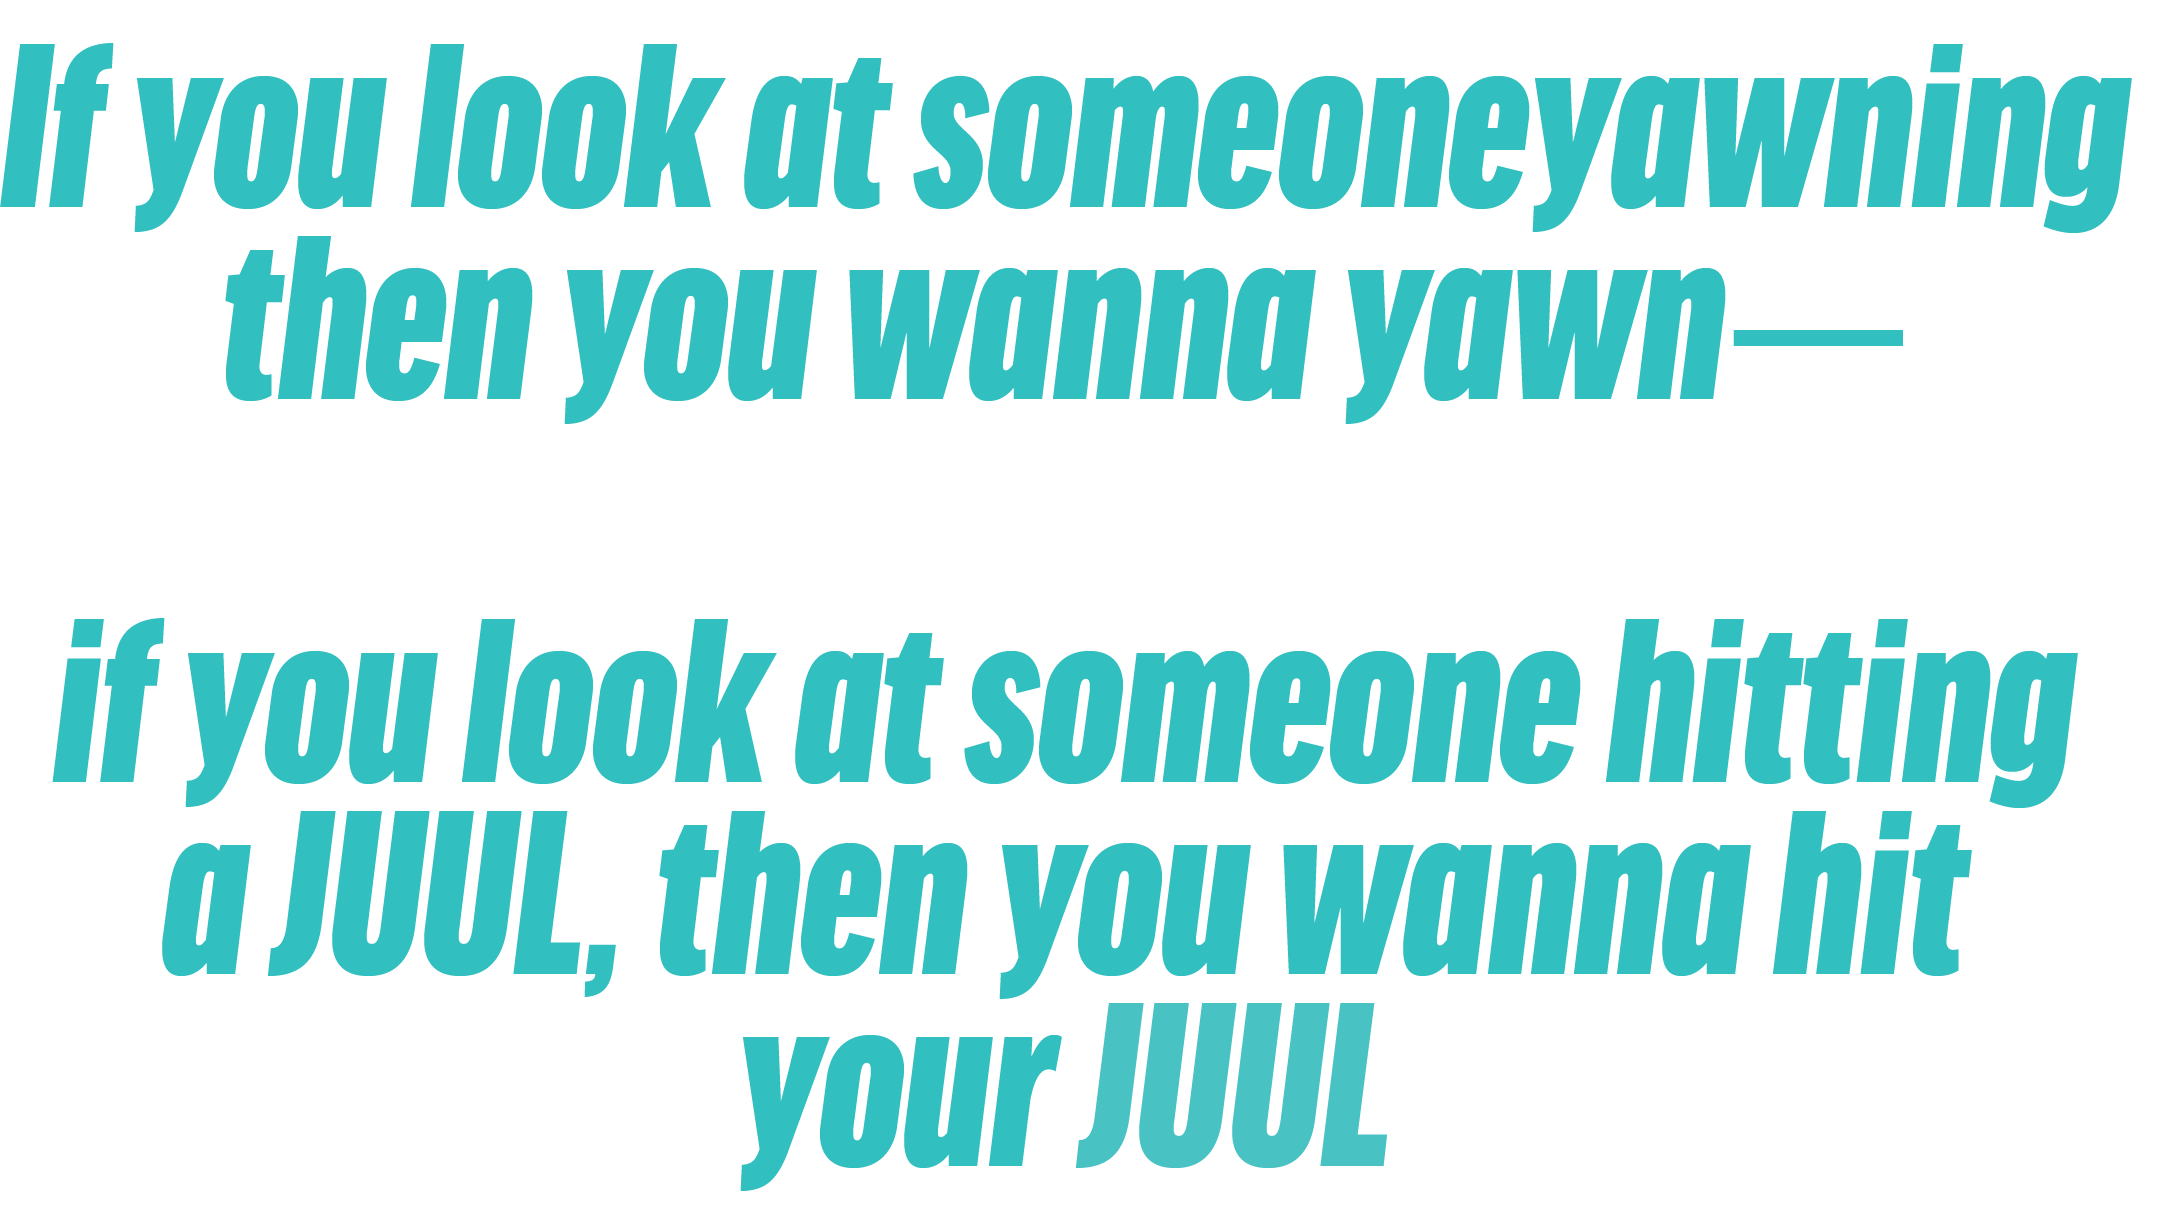 If you look at someoneyawning
then you wanna yawn—
if you look at someone hitting
a JUUL, then you wanna hit
your JUUL